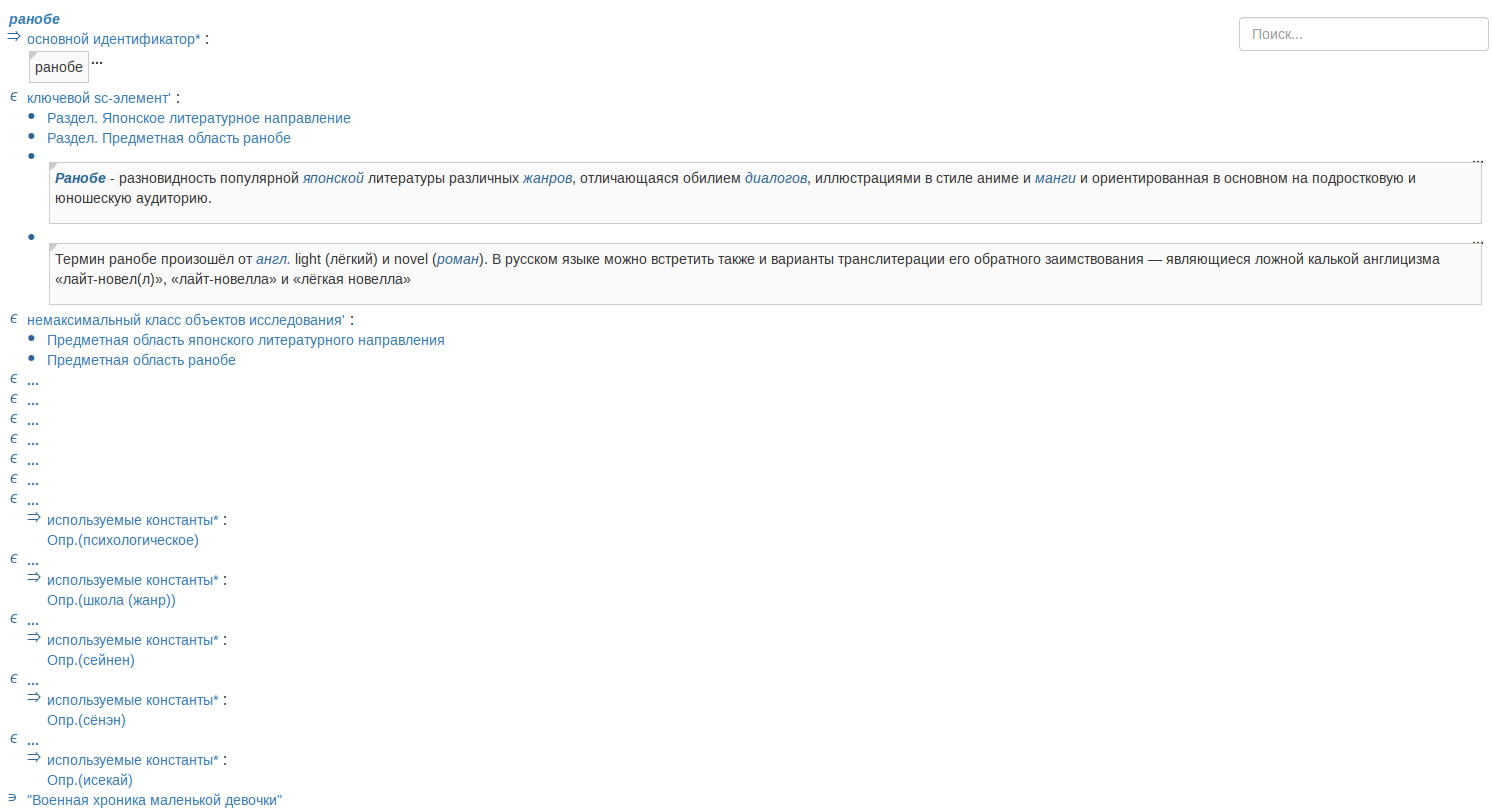 ранобе
⇒ основной идентификатор* :
Поиск...
ранобе ...
ϵ ключевой sc-элемент' :
• Раздел. Японское литературное направление
• Раздел. Предметная область ранобе
• ...
Ранобе - разновидность популярной японской литературы различных жанров, отличающаяся обилием диалогов, иллюстрациями в стиле аниме и манги и ориентированная в основном на подростковую и
юношескую аудиторию.
• ...
Термин ранобе произошёл от англ. light (лёгкий) и novel (роман). В русском языке можно встретить также и варианты транслитерации его обратного заимствования — являющиеся ложной калькой англицизма
«лайт-новел(л)», «лайт-новелла» и «лёгкая новелла»
ϵ немаксимальный класс объектов исследования' :
• Предметная область японского литературного направления
• Предметная область ранобе
ϵ ...
ϵ ...
ϵ ...
ϵ ...
ϵ ...
ϵ ...
ϵ ...
⇒ используемые константы* :
Опр.(психологическое)
ϵ ...
⇒ используемые константы* :
Опр.(школа (жанр))
ϵ ...
⇒ используемые константы* :
Опр.(сейнен)
ϵ ...
⇒ используемые константы* :
Опр.(сёнэн)
ϵ ...
⇒ используемые константы* :
Опр.(исекай)
∍ "Военная хроника маленькой девочки"